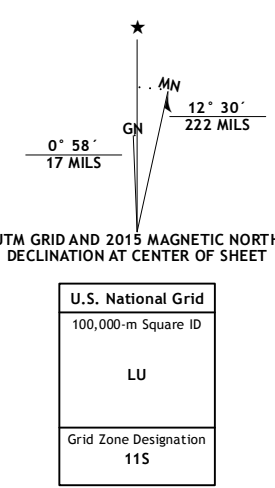 ★
MN
12° 30´
222 MILS
GN
0° 58´
17 MILS
UTM GRID AND 2015 MAGNETIC NORTH
DECLINATION AT CENTER OF SHEET
U.S. National Grid
100,000-m Square ID
LU
Grid Zone Designation
11S